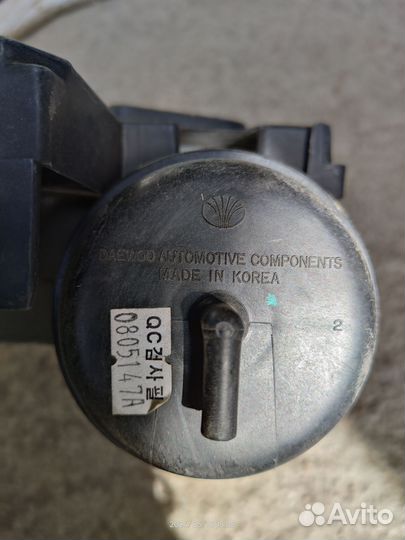 DAEWOO AUTOMOTIVE COMPONENTS
MADE IN KOREA
2
QC검사필
0805147A
Avito